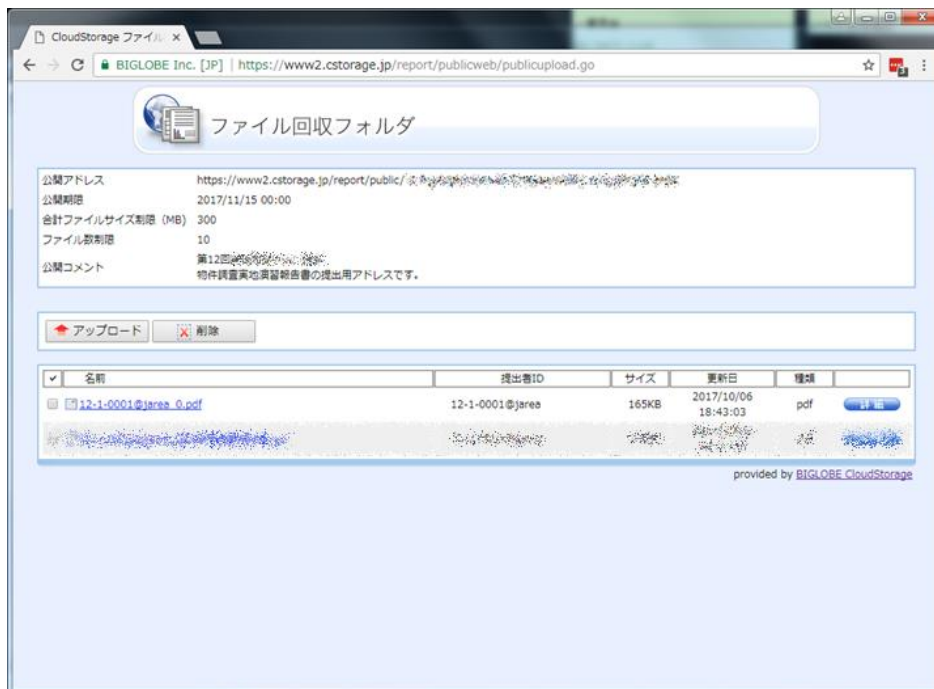 CloudStorage ファイル
BIGLOBE Inc. [JP] | https://www2.cstorage.jp/report/publicweb/publicupload.go
ファイル回収フォルダ
公開アドレス https://www2.cstorage.jp/report/public/
公開期限 2017/11/15 00:00
合計ファイルサイズ制限（MB) 300
ファイル数制限 10
公開コメント 第12回
物件調査実地演習報告書の提出用アドレスです。
アップロード 削除
名前 提出者ID サイズ 更新日 種類
12-1-0001@jarea_0.pdf 12-1-0001@jarea 165KB 2017/10/06 pdf 詳細
18:43:03
provided by BIGLOBE CloudStorage